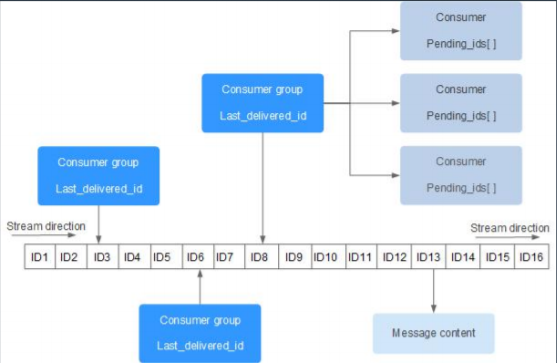 Consumer
Pending_ids[ ]
Consumer group
Last_delivered_id
Consumer
Pending_ids[ ]
Consumer group
Last_delivered_id
Consumer
Pending_ids[ ]
Stream direction
Stream direction
ID1 ID2 ID3 ID4 ID5 ID6 ID7 ID8 ID9 ID10 ID11 ID12 ID13 ID14 ID15 ID16
Consumer group
Last_delivered_id
Message content